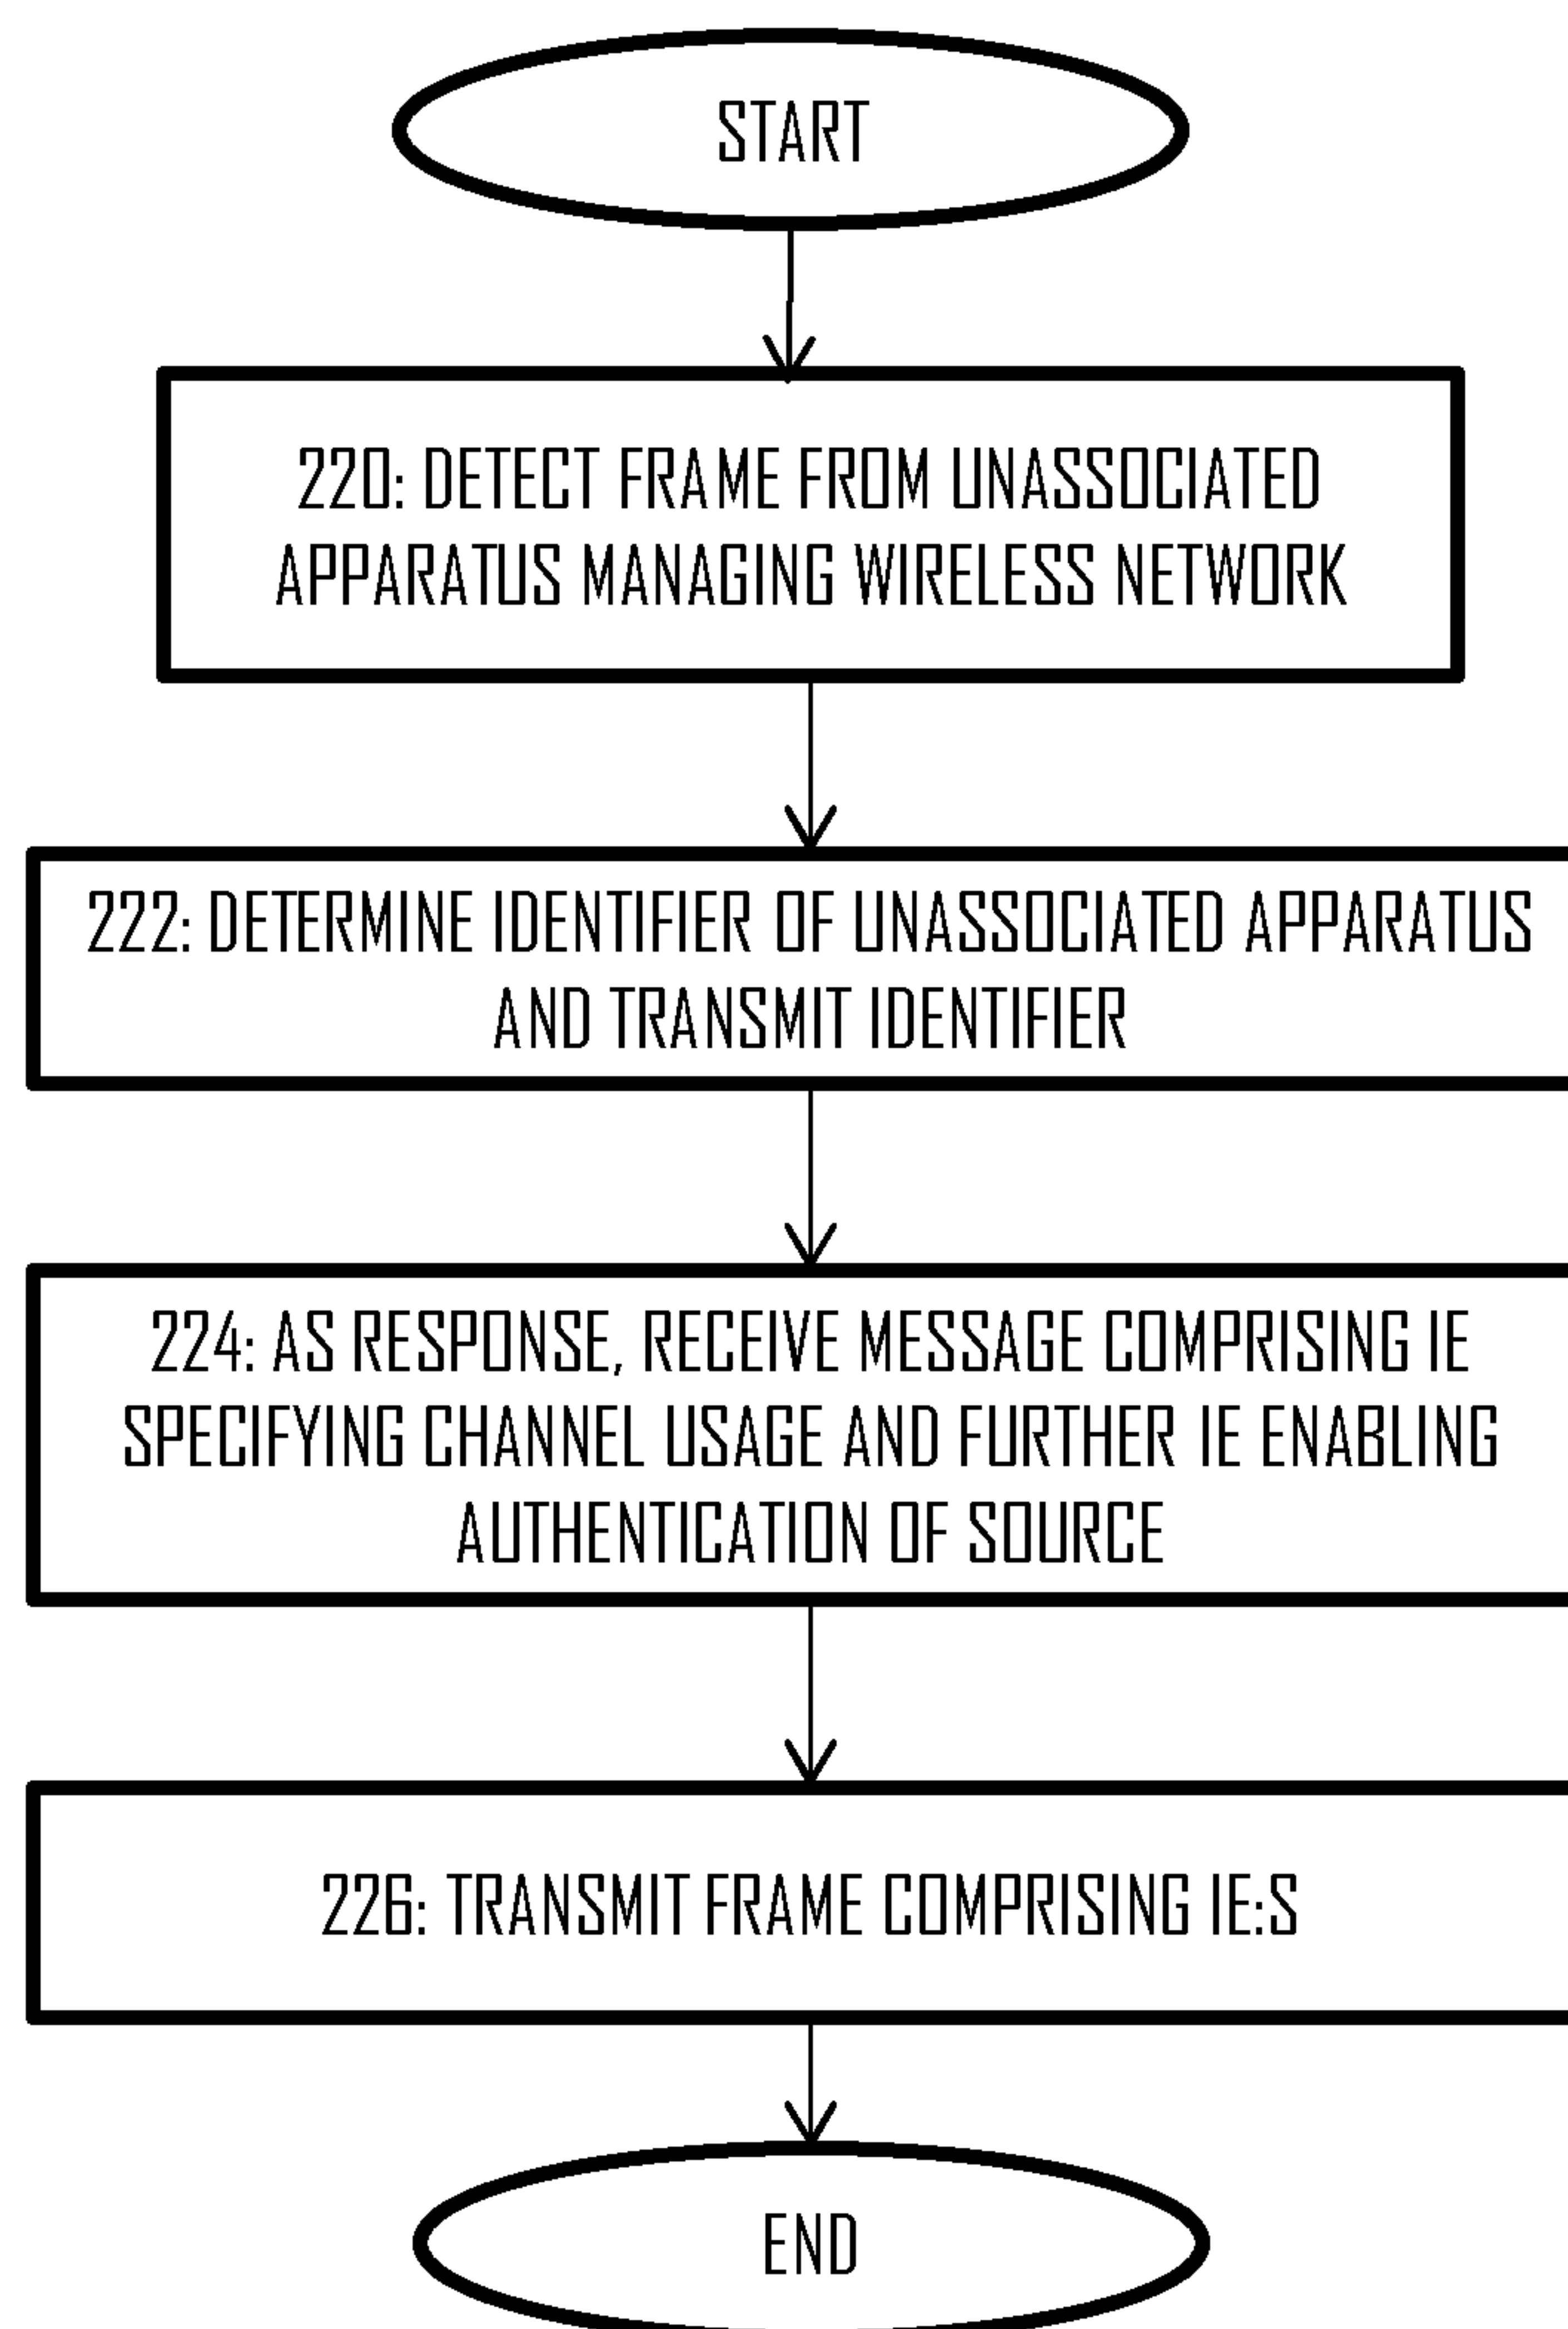 START
220: DETECT FRAME FROM UNASSOCIATED
APPARATUS MANAGING WIRELESS NETWORK
222: DETERMINE IDENTIFIER OF UNASSOCIATED APPARATUS
AND TRANSMIT IDENTIFIER
224: AS RESPONSE, RECEIVE MESSAGE COMPRISING IE
SPECIFYING CHANNEL USAGE AND FURTHER IE ENABLING
AUTHENTICATION OF SOURCE
226: TRANSMIT FRAME COMPRISING IE:S
END